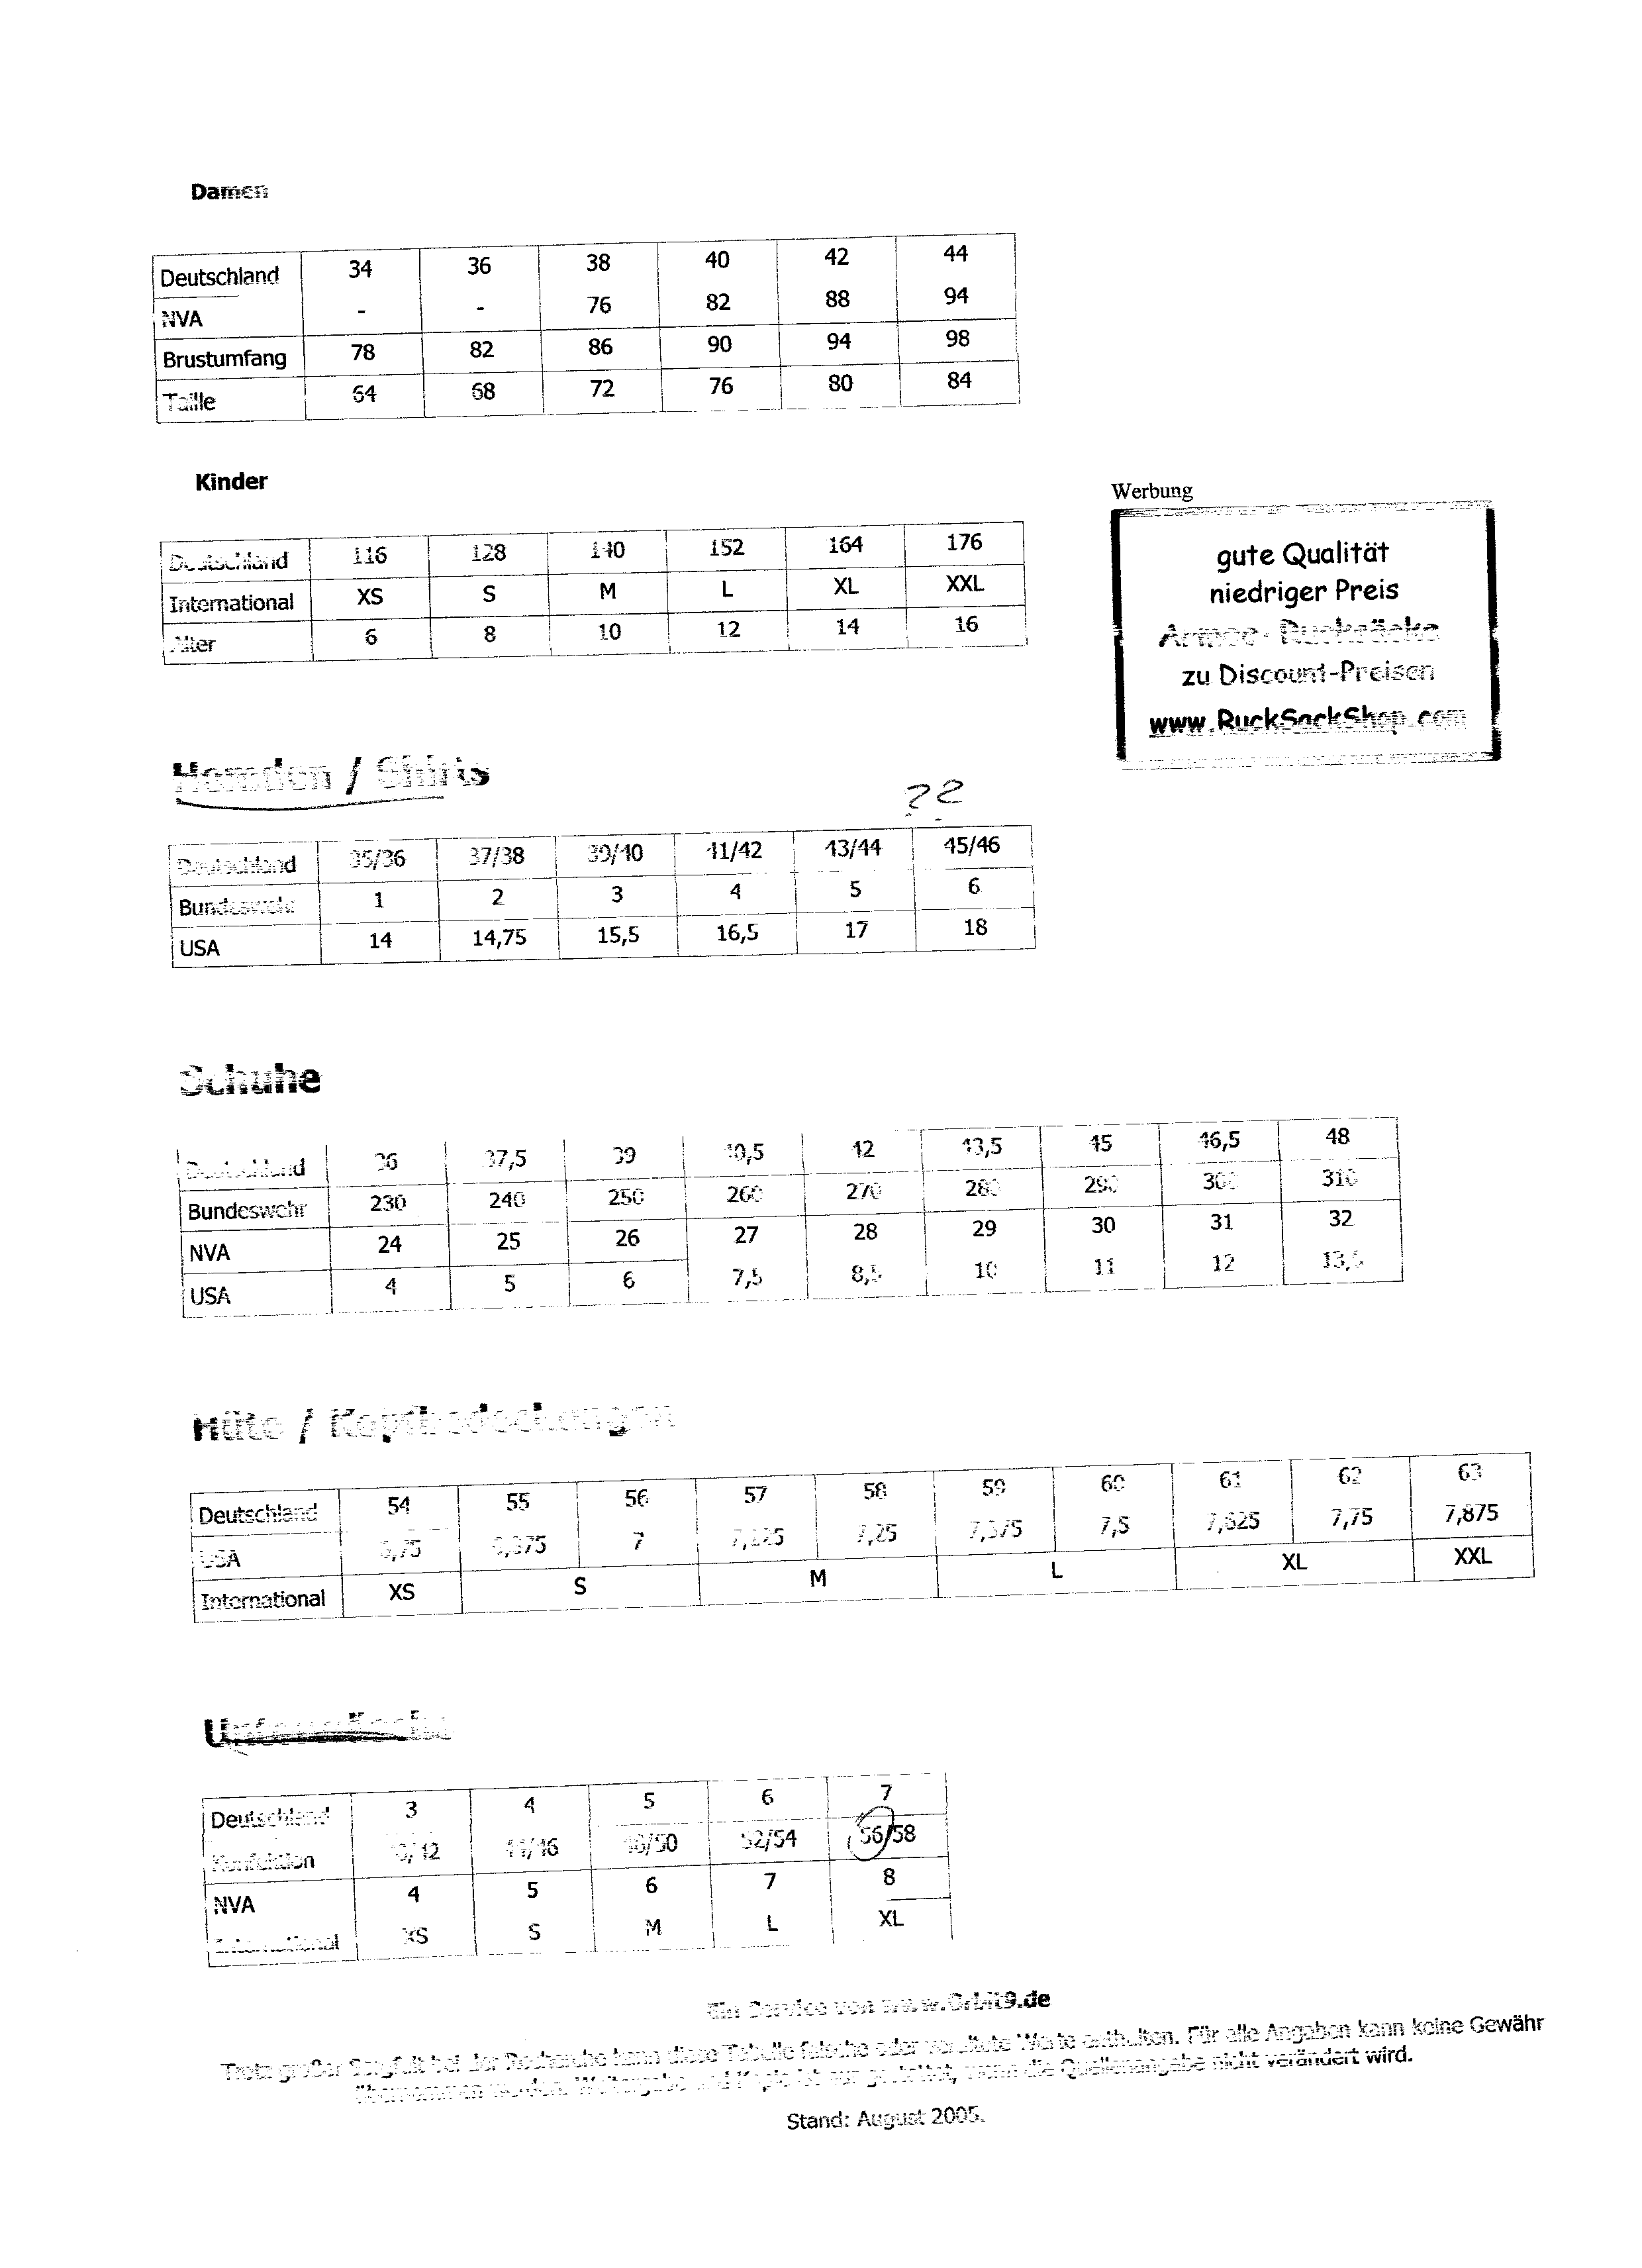 Damen
Deutschland 34 36 38 40 42 44
NVA - - 76 82 88 94
Brustumfang 78 82 86 90 94 98
Taille 64 68 72 76 80 84
Kinder
Deutschland 116 128 140 152 164 176
International XS S M L XL XXL
Alter 6 8 10 12 14 16
Werbung
gute Qualität
niedriger Preis
Armee- Rucksäcke
zu Discount-Preisen
www.RuckSackShop.com
Hemden / Shirts
??
Deutschland 35/36 37/38 39/40 41/42 43/44 45/46
Bundeswehr 1 2 3 4 5 6
USA 14 14,75 15,5 16,5 17 18
Schuhe
Deutschland 36 37,5 39 40,5 42 43,5 45 46,5 48
Bundeswehr 230 240 250 260 270 280 290 300 310
NVA 24 25 26 27 28 29 30 31 32
USA 4 5 6 7,5 8,5 10 11 12 13,5
Hüte / Kopfbedeckungen
Deutschland 54 55 56 57 58 59 60 61 62 63
USA 6,75 6,875 7 7,125 7,25 7,375 7,5 7,625 7,75 7,875
International XS S M L XL XXL
Unterwäsche
Deutschland 3 4 5 6 7
Konfektion 44/46 52/54 56/58
NVA 4 5 6 7 8
International XS S M L XL
Ein Service von www.Orbit9.de
Trotz großer Sorgfalt bei der Recherche kann diese Tabelle falsche oder veraltete Werte enthalten. Für alle Angaben kann keine Gewähr
übernommen werden. Weitergabe und Kopie ist nur gestattet, wenn die Quellenangabe nicht verändert wird.
Stand: August 2005.